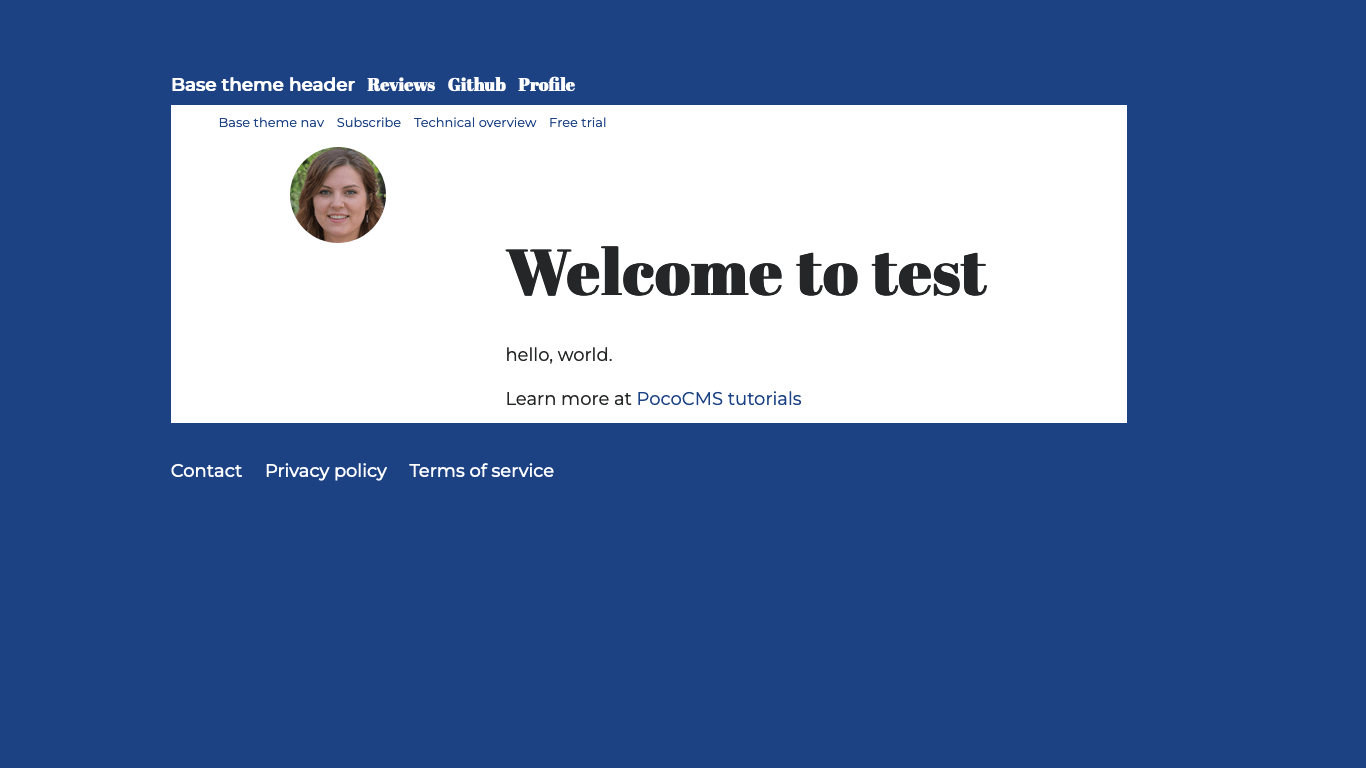 Base theme header Reviews Github Profile
Base theme nav Subscribe Technical overview Free trial
Welcome to test
hello, world.
Learn more at PocoCMS tutorials
Contact Privacy policy Terms of service